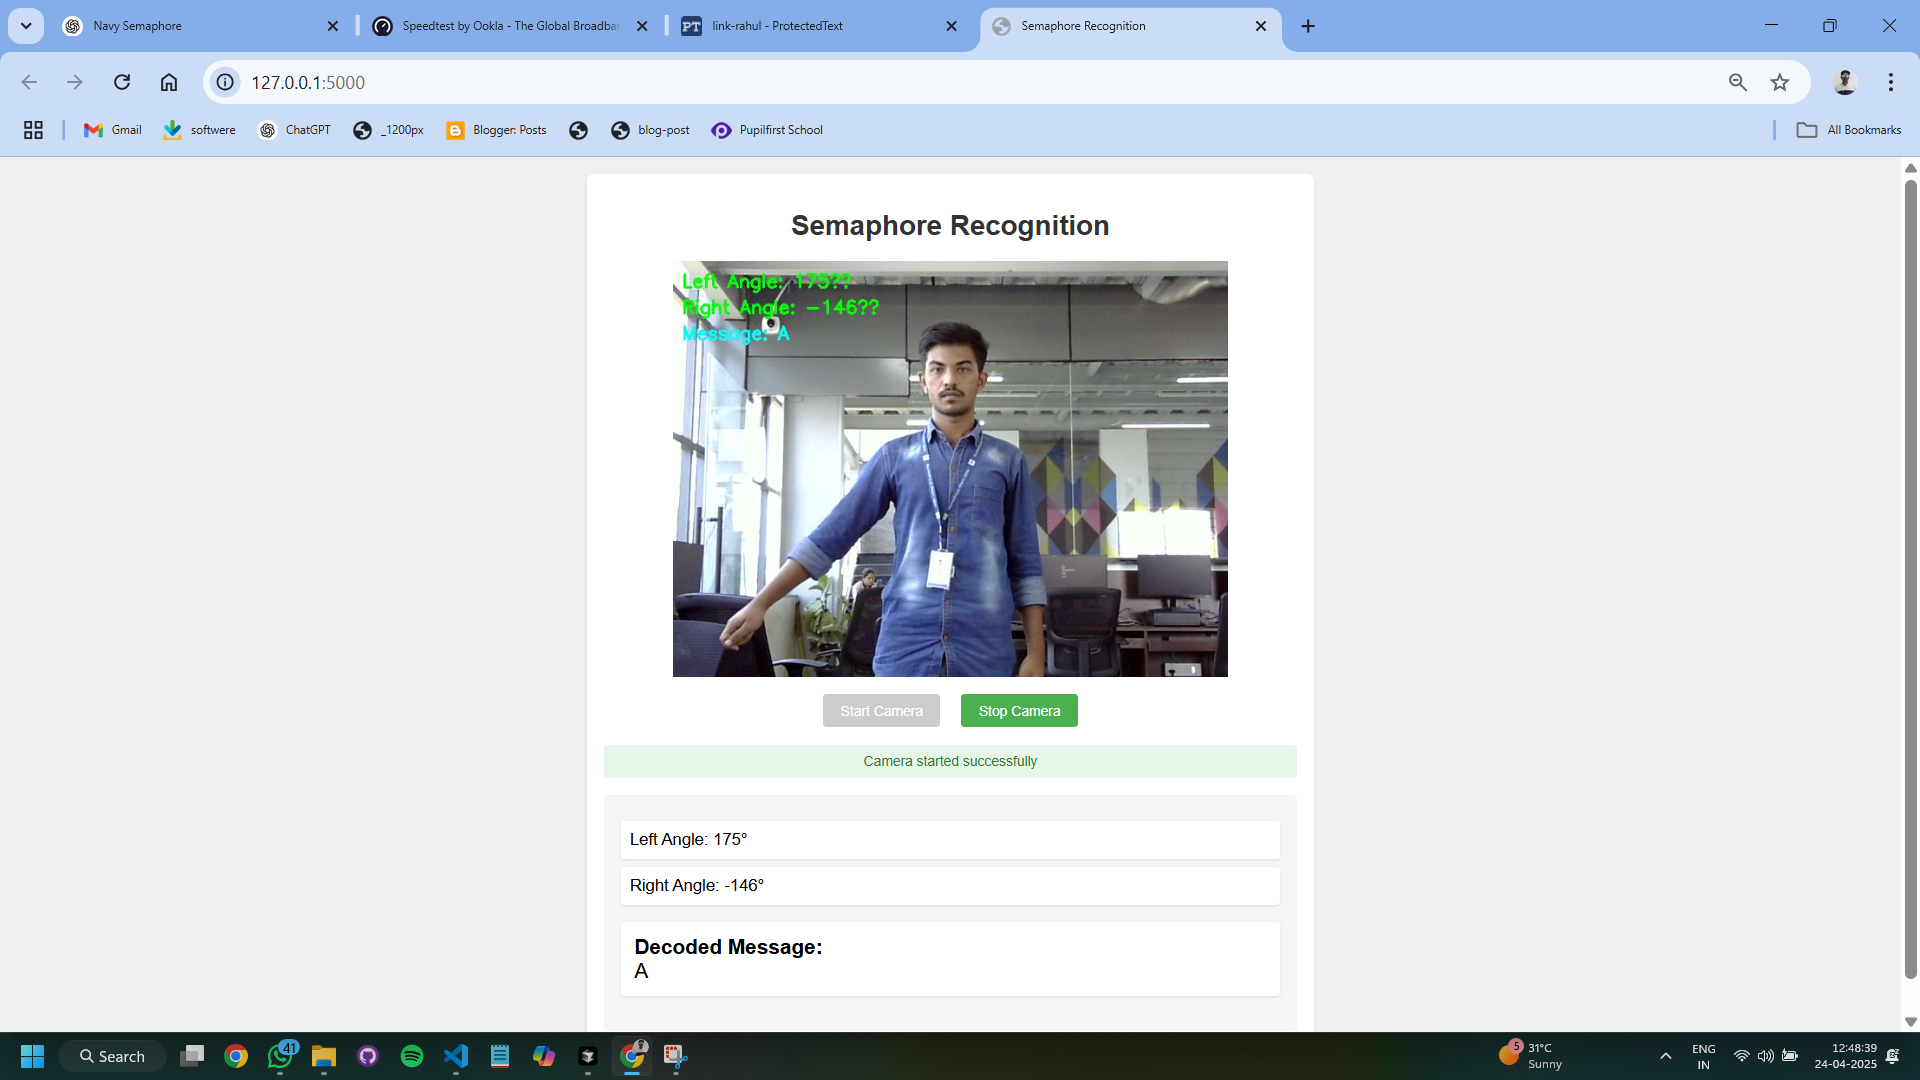 Navy Semaphore
Speedtest by Ookla - The Global Broadba
PT link-rahul - ProtectedText
Semaphore Recognition
127.0.0.1:5000
Gmail
softwere
ChatGPT
_1200px
Blogger: Posts
blog-post
Pupilfirst School
All Bookmarks
Semaphore Recognition
Left Angle: 175??
Right Angle: -146??
Message: A
Start Camera
Stop Camera
Camera started successfully
Left Angle: 175°
Right Angle: -146°
Decoded Message:
A
Search
41
5
31°C
Sunny
ENG
IN
12:48:39
24-04-2025